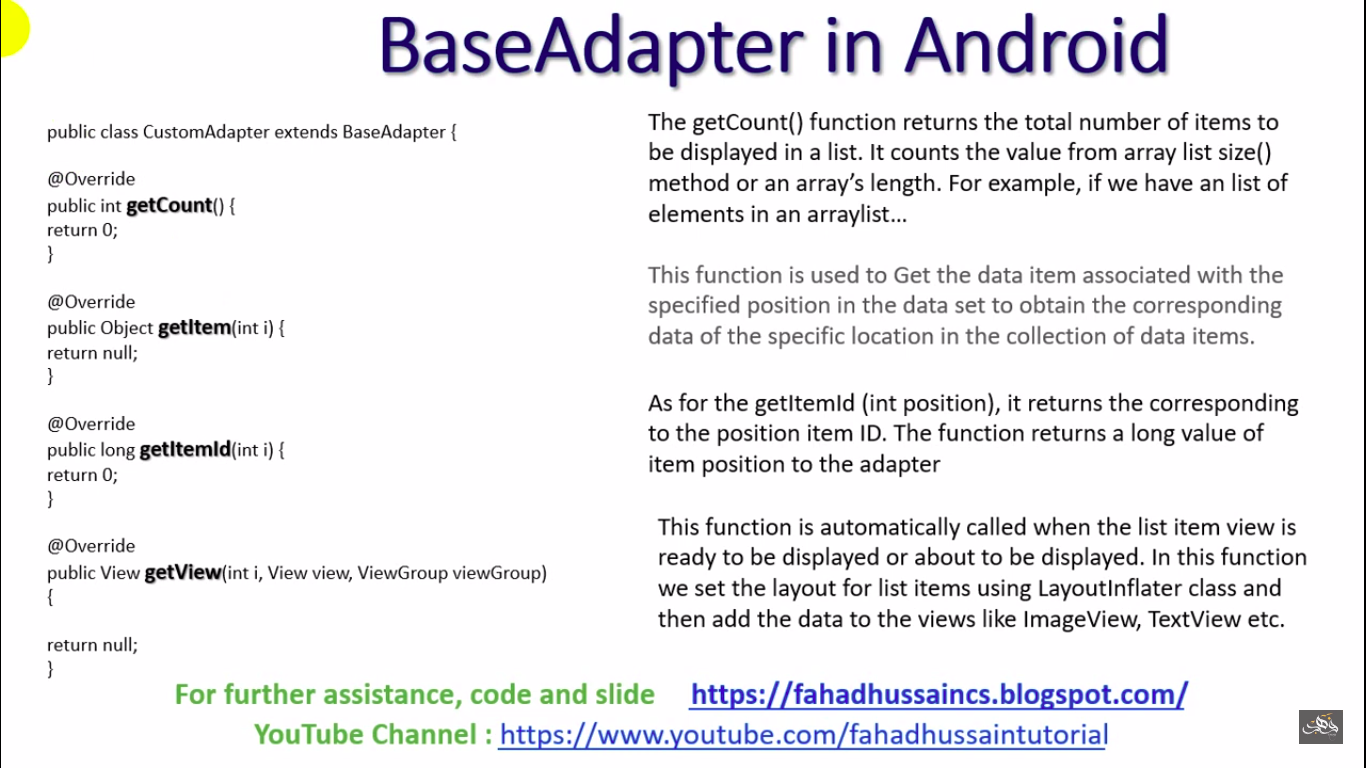 BaseAdapter in Android
public class CustomAdapter extends BaseAdapter {
@Override
public int getCount() {
return 0;
}
@Override
public Object getItem(int i) {
return null;
}
@Override
public long getItemId(int i) {
return 0;
}
@Override
public View getView(int i, View view, ViewGroup viewGroup)
{
return null;
}
The getCount() function returns the total number of items to
be displayed in a list. It counts the value from array list size()
method or an array’s length. For example, if we have an list of
elements in an arraylist…
This function is used to Get the data item associated with the
specified position in the data set to obtain the corresponding
data of the specific location in the collection of data items.
As for the getItemId (int position), it returns the corresponding
to the position item ID. The function returns a long value of
item position to the adapter
This function is automatically called when the list item view is
ready to be displayed or about to be displayed. In this function
we set the layout for list items using LayoutInflater class and
then add the data to the views like ImageView, TextView etc.
For further assistance, code and slide https://fahadhussaincs.blogspot.com/
YouTube Channel : https://www.youtube.com/fahadhussaintutorial